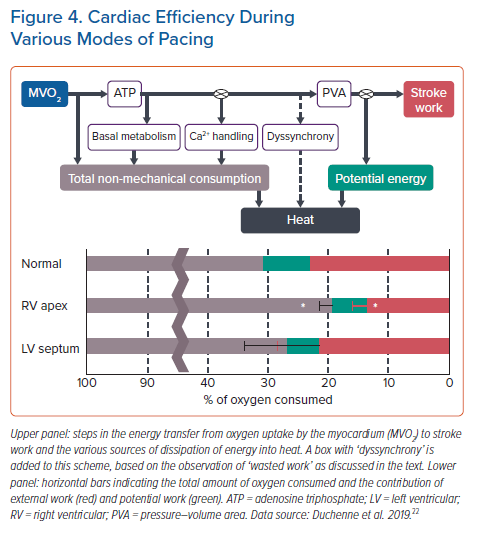 Figure 4. Cardiac Efficiency During
Various Modes of Pacing
MVO₂
ATP
PVA
Stroke
work
Basal metabolism
Ca²⁺ handling
Dyssynchrony
Total non-mechanical consumption
Potential energy
Heat
Normal
RV apex
*
*
LV septum
100
90
40
30
20
10
0
% of oxygen consumed
Upper panel: steps in the energy transfer from oxygen uptake by the myocardium (MVO₂) to stroke
work and the various sources of dissipation of energy into heat. A box with ‘dyssynchrony’ is
added to this scheme, based on the observation of ‘wasted work’ as discussed in the text. Lower
panel: horizontal bars indicating the total amount of oxygen consumed and the contribution of
external work (red) and potential work (green). ATP = adenosine triphosphate; LV = left ventricular;
RV = right ventricular; PVA = pressure–volume area. Data source: Duchenne et al. 2019.²²